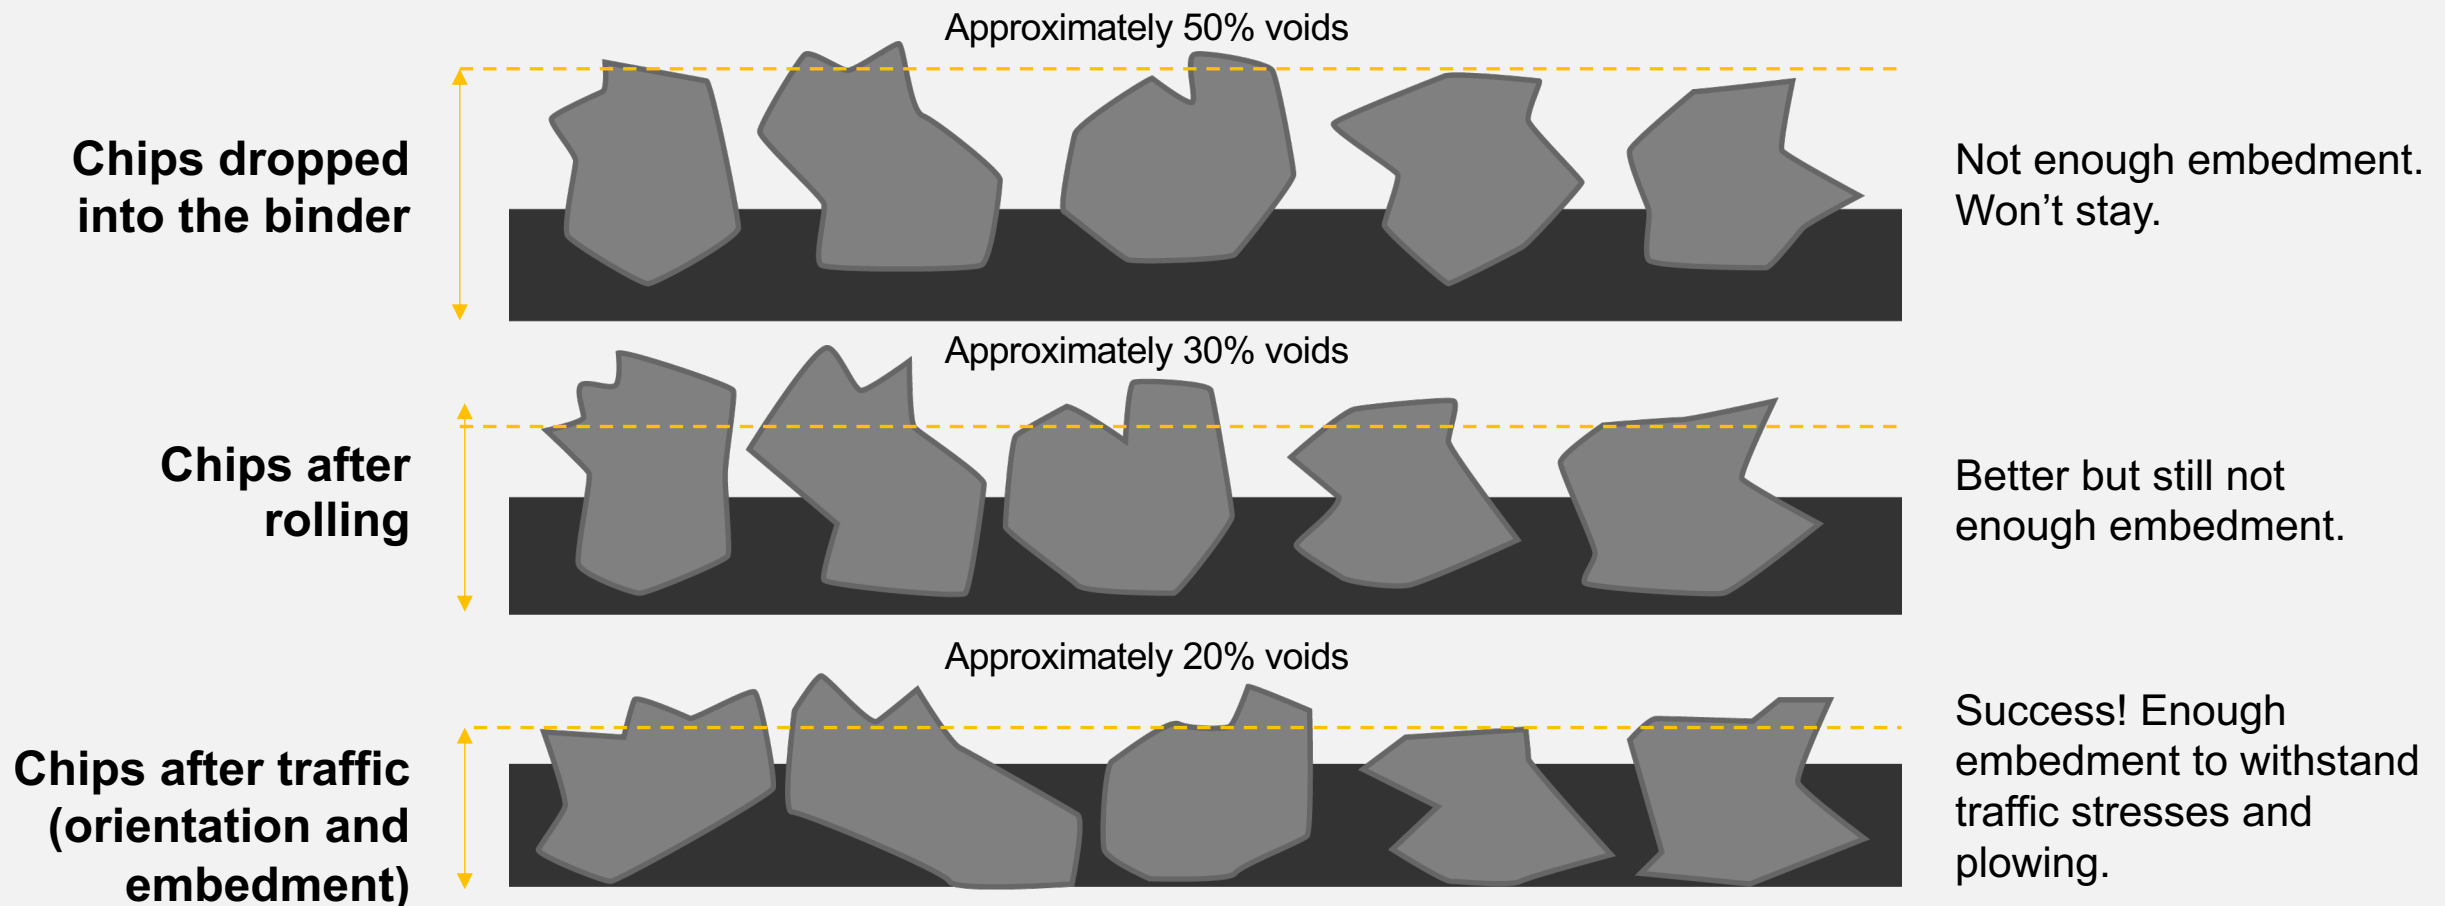 Approximately 50% voids
Chips dropped
into the binder
Not enough embedment.
Won’t stay.
Approximately 30% voids
Chips after
rolling
Better but still not
enough embedment.
Approximately 20% voids
Chips after traffic
(orientation and
embedment)
Success! Enough
embedment to withstand
traffic stresses and
plowing.